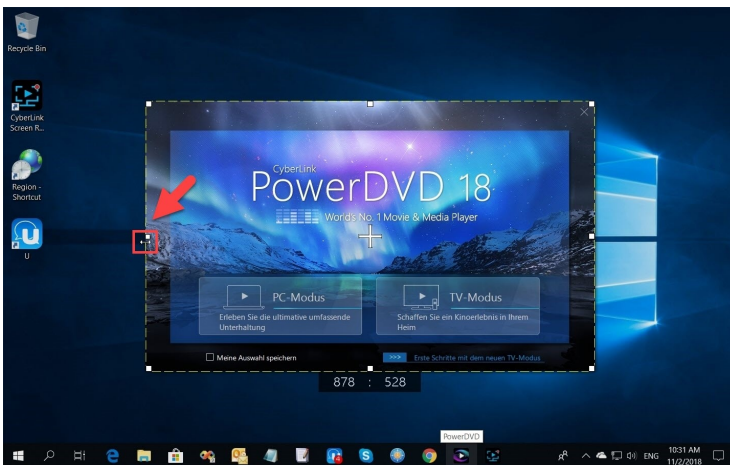 Recycle Bin
CyberLink
Screen R...
Region -
Shortcut
U
CyberLink
PowerDVD 18
World's No. 1 Movie & Media Player
PC-Modus
Erleben Sie die ultimative umfassende
Unterhaltung
TV-Modus
Schaffen Sie ein Kinoerlebnis in Ihrem
Heim
Meine Auswahl speichern
>>> Erste Schritte mit dem neuen TV-Modus
878 : 528
PowerDVD
ENG
10:31 AM
11/2/2018